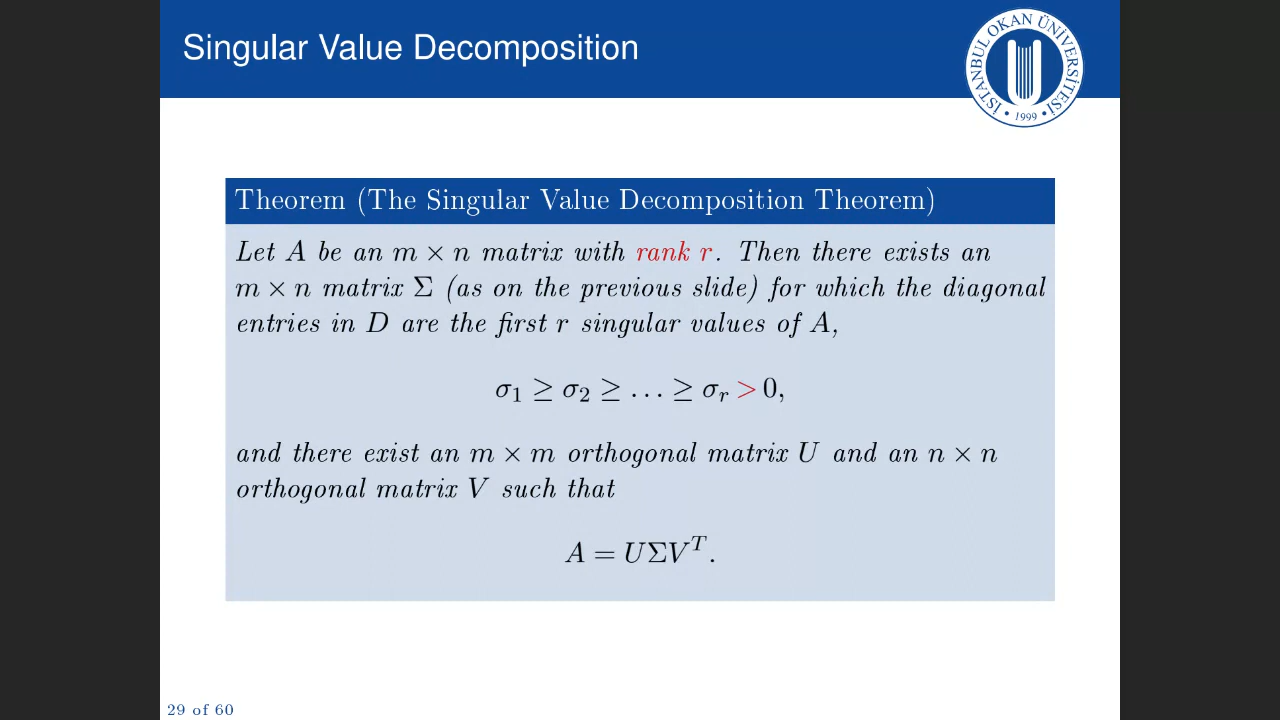 Singular Value Decomposition
İSTANBUL OKAN ÜNİVERSİTESİ
• 1999 •
Theorem (The Singular Value Decomposition Theorem)
Let A be an m × n matrix with rank r. Then there exists an
m × n matrix Σ (as on the previous slide) for which the diagonal
entries in D are the first r singular values of A,
σ₁ ≥ σ₂ ≥ … ≥ σᵣ > 0,
and there exist an m × m orthogonal matrix U and an n × n
orthogonal matrix V such that
A = UΣVᵀ.
29 of 60